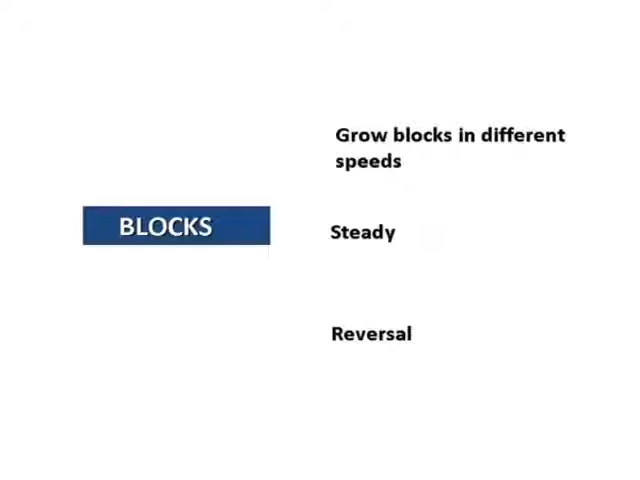 Grow blocks in different
speeds
BLOCKS
Steady
Reversal